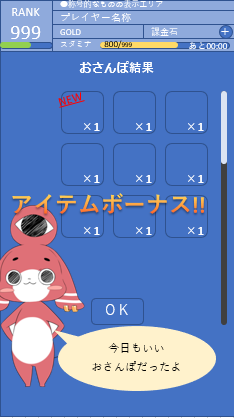 RANK
999
●称号的なものの表示エリア
プレイヤー名称
GOLD 課金石 +
スタミナ 800/999 あと00:00
おさんぽ結果
NEW
×1 ×1 ×1
×1 ×1 ×1
アイテムボーナス!!
×1 ×1 ×1
OK
今日もいい
おさんぽだったよ